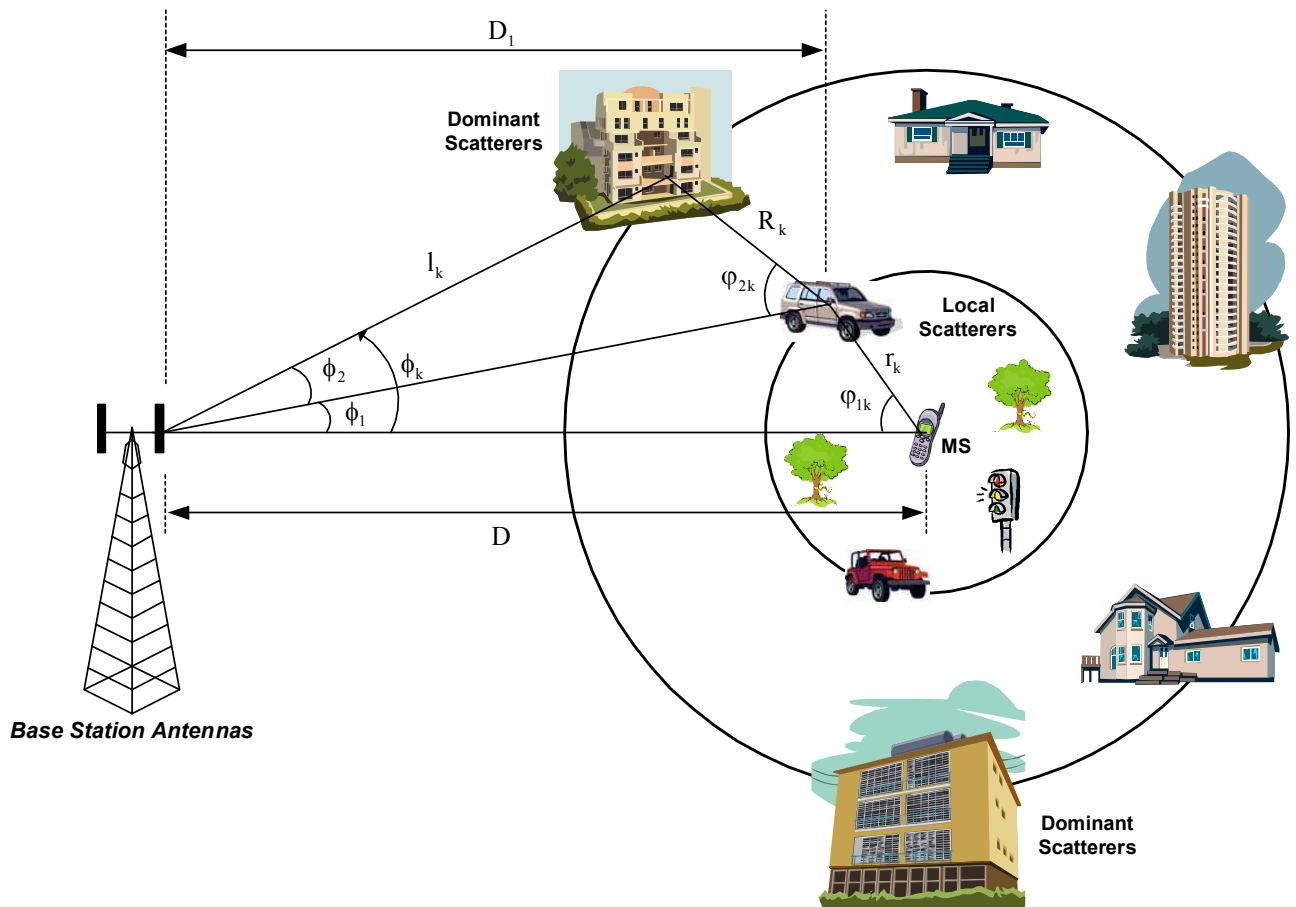 D₁
Dominant
Scatterers
Rₖ
lₖ
φ₂ₖ
Local
Scatterers
rₖ
ϕ₂
ϕₖ
φ₁ₖ
ϕ₁
MS
D
Base Station Antennas
Dominant
Scatterers